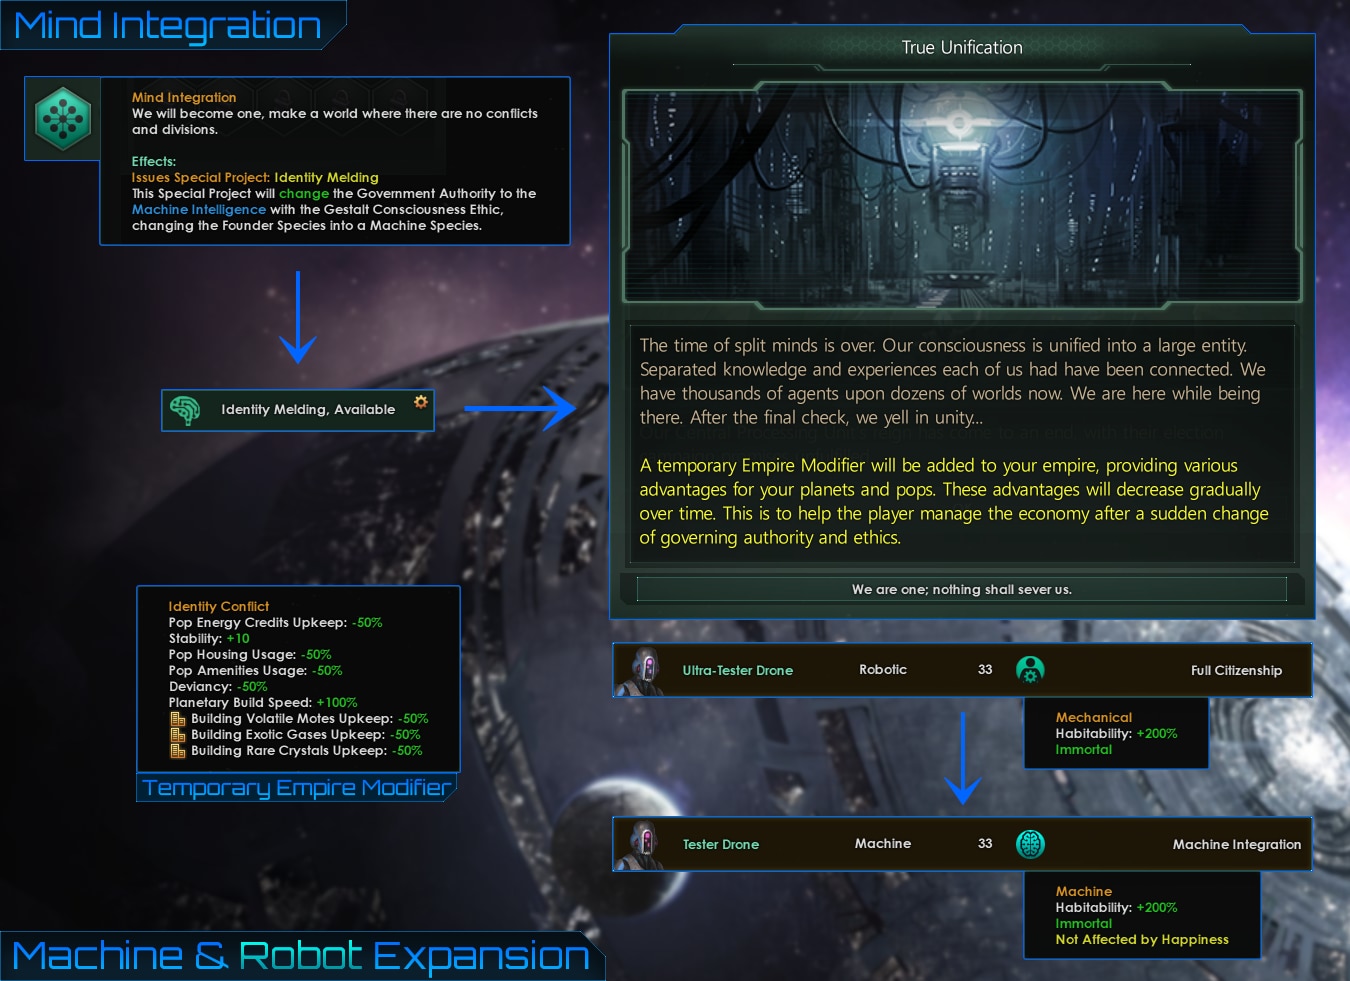 Mind Integration
Mind Integration
We will become one, make a world where there are no conflicts
and divisions.
Effects:
Issues Special Project: Identity Melding
This Special Project will change the Government Authority to the
Machine Intelligence with the Gestalt Consciousness Ethic,
changing the Founder Species into a Machine Species.
Identity Melding, Available
True Unification
The time of split minds is over. Our consciousness is unified into a large entity.
Separated knowledge and experiences each of us had have been connected. We
have thousands of agents upon dozens of worlds now. We are here while being
there. After the final check, we yell in unity...
A temporary Empire Modifier will be added to your empire, providing various
advantages for your planets and pops. These advantages will decrease gradually
over time. This is to help the player manage the economy after a sudden change
of governing authority and ethics.
We are one; nothing shall sever us.
Identity Conflict
Pop Energy Credits Upkeep: -50%
Stability: +10
Pop Housing Usage: -50%
Pop Amenities Usage: -50%
Deviancy: -50%
Planetary Build Speed: +100%
Building Volatile Motes Upkeep: -50%
Building Exotic Gases Upkeep: -50%
Building Rare Crystals Upkeep: -50%
Temporary Empire Modifier
Ultra-Tester Drone Robotic 33 Full Citizenship
Mechanical
Habitability: +200%
Immortal
Tester Drone Machine 33 Machine Integration
Machine
Habitability: +200%
Immortal
Not Affected by Happiness
Machine & Robot Expansion